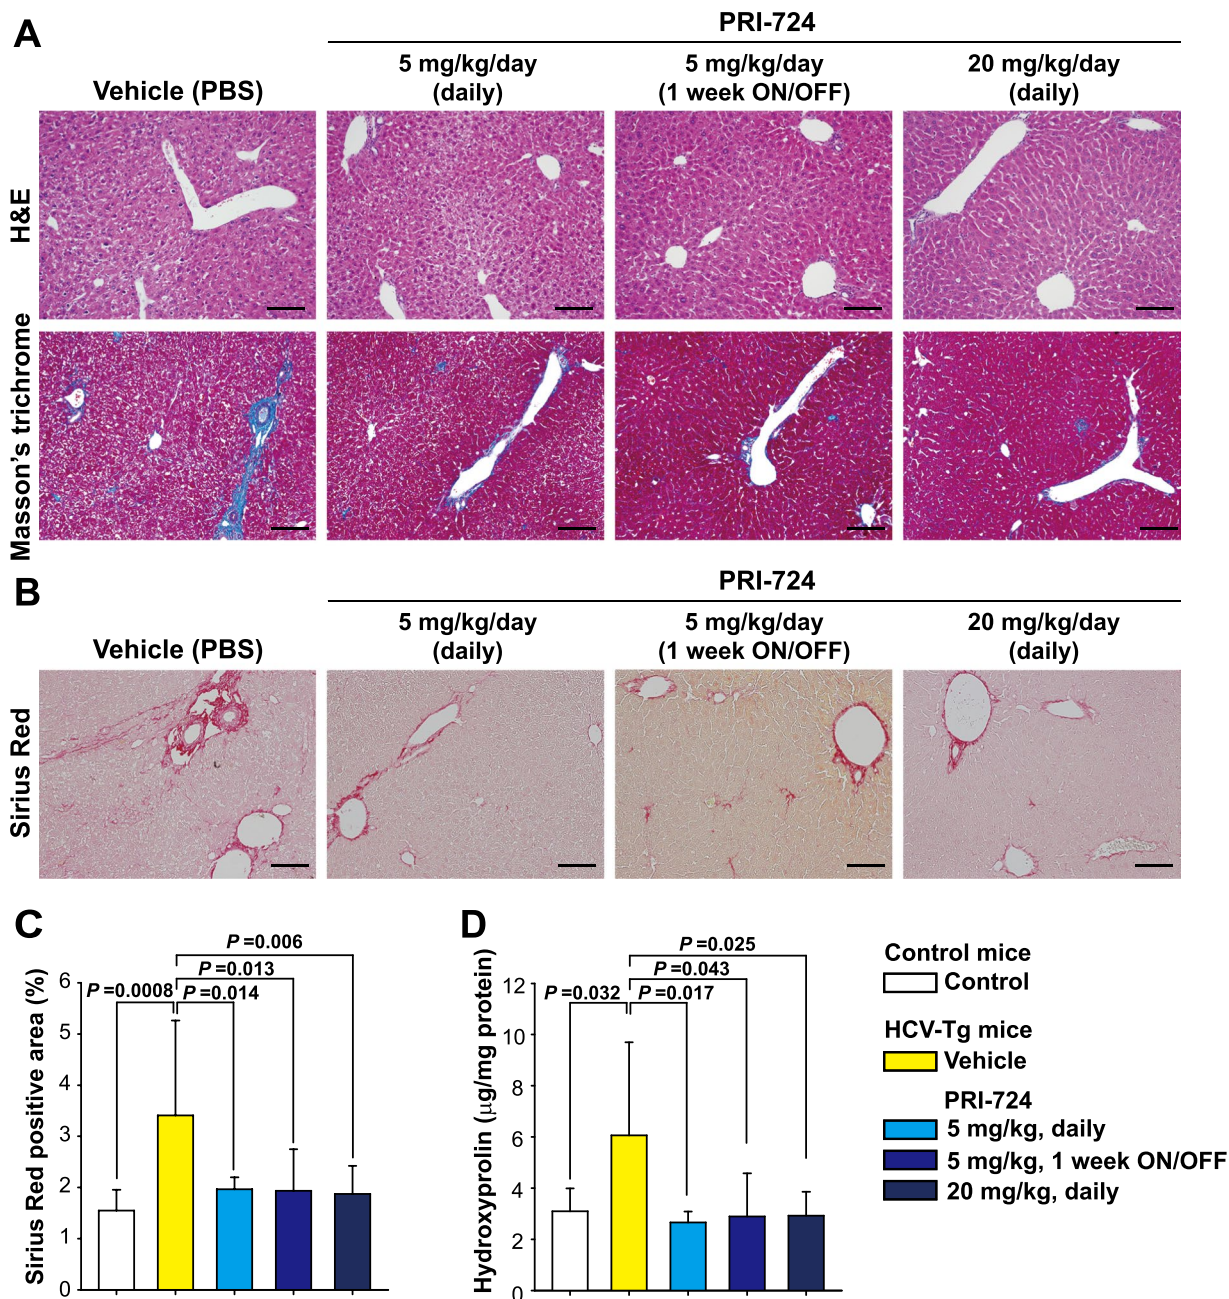 A
PRI-724
Vehicle (PBS)
5 mg/kg/day
(daily)
5 mg/kg/day
(1 week ON/OFF)
20 mg/kg/day
(daily)
H&E
Masson's trichrome
B
PRI-724
Vehicle (PBS)
5 mg/kg/day
(daily)
5 mg/kg/day
(1 week ON/OFF)
20 mg/kg/day
(daily)
Sirius Red
C
Sirius Red positive area (%)
P=0.006
P=0.013
P=0.0008
P=0.014
6
5
4
3
2
1
0
D
Hydroxyprolin (μg/mg protein)
P=0.025
P=0.043
P=0.032
P=0.017
12
10
8
6
4
2
0
Control mice
Control
HCV-Tg mice
Vehicle
PRI-724
5 mg/kg, daily
5 mg/kg, 1 week ON/OFF
20 mg/kg, daily